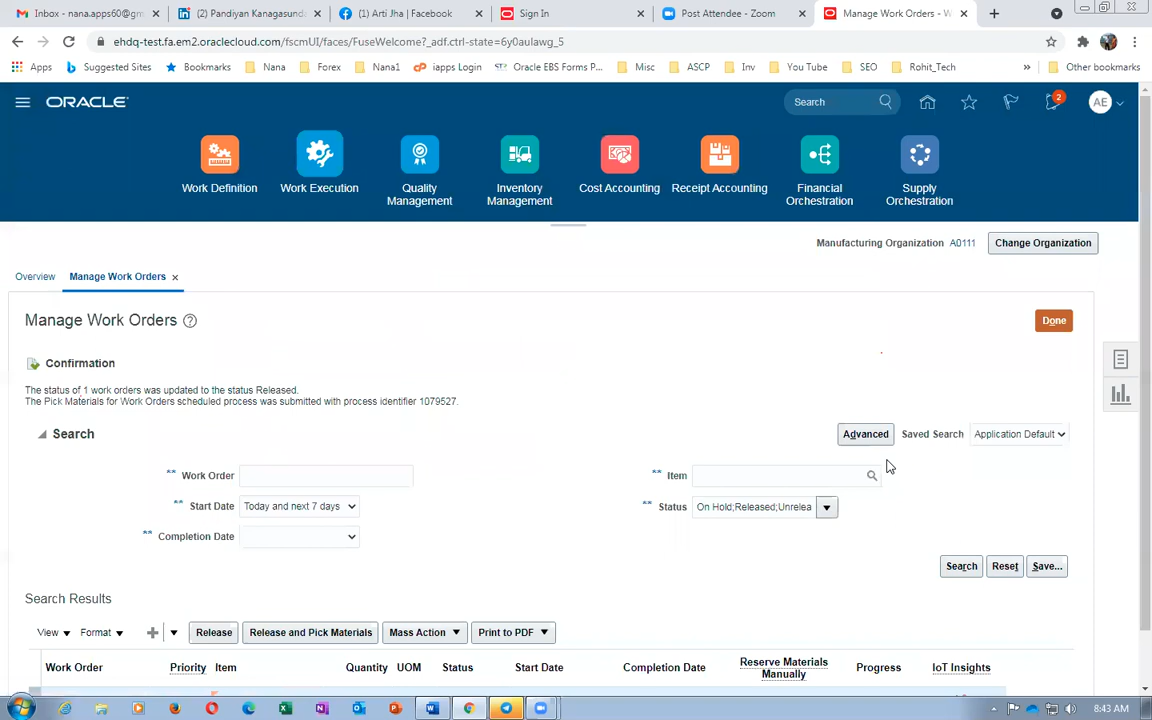 Inbox - nana.apps60@gm
(2) Pandiyan Kanagasund
(1) Arti Jha | Facebook
Sign In
Post Attendee - Zoom
Manage Work Orders - W
ehdq-test.fa.em2.oraclecloud.com/fscmUI/faces/FuseWelcome?_adf.ctrl-state=6y0aulawg_5
Apps
Suggested Sites
Bookmarks
Nana
Forex
Nana1
iapps Login
Oracle EBS Forms P...
Misc
ASCP
Inv
You Tube
SEO
Rohit_Tech
»
Other bookmarks
ORACLE
Search
2
AE
Work Definition
Work Execution
Quality Management
Inventory Management
Cost Accounting
Receipt Accounting
Financial Orchestration
Supply Orchestration
Manufacturing Organization A0111
Change Organization
Overview
Manage Work Orders
Manage Work Orders
Done
Confirmation
The status of 1 work orders was updated to the status Released.
The Pick Materials for Work Orders scheduled process was submitted with process identifier 1079527.
Search
Advanced
Saved Search
Application Default
** Work Order
** Item
** Start Date
Today and next 7 days
** Status
On Hold;Released;Unrelea
** Completion Date
Search
Reset
Save...
Search Results
View
Format
Release
Release and Pick Materials
Mass Action
Print to PDF
Work Order
Priority
Item
Quantity
UOM
Status
Start Date
Completion Date
Reserve Materials Manually
Progress
IoT Insights
8:43 AM